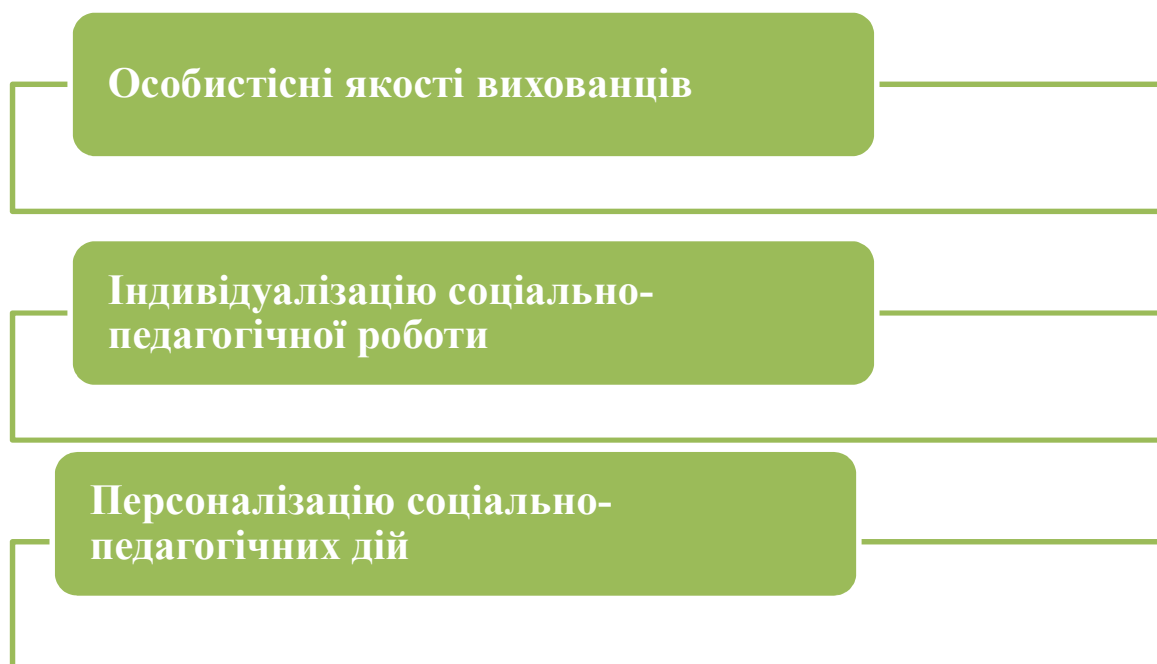 Особистісні якості вихованців
Індивідуалізацію соціально-
педагогічної роботи
Персоналізацію соціально-
педагогічних дій